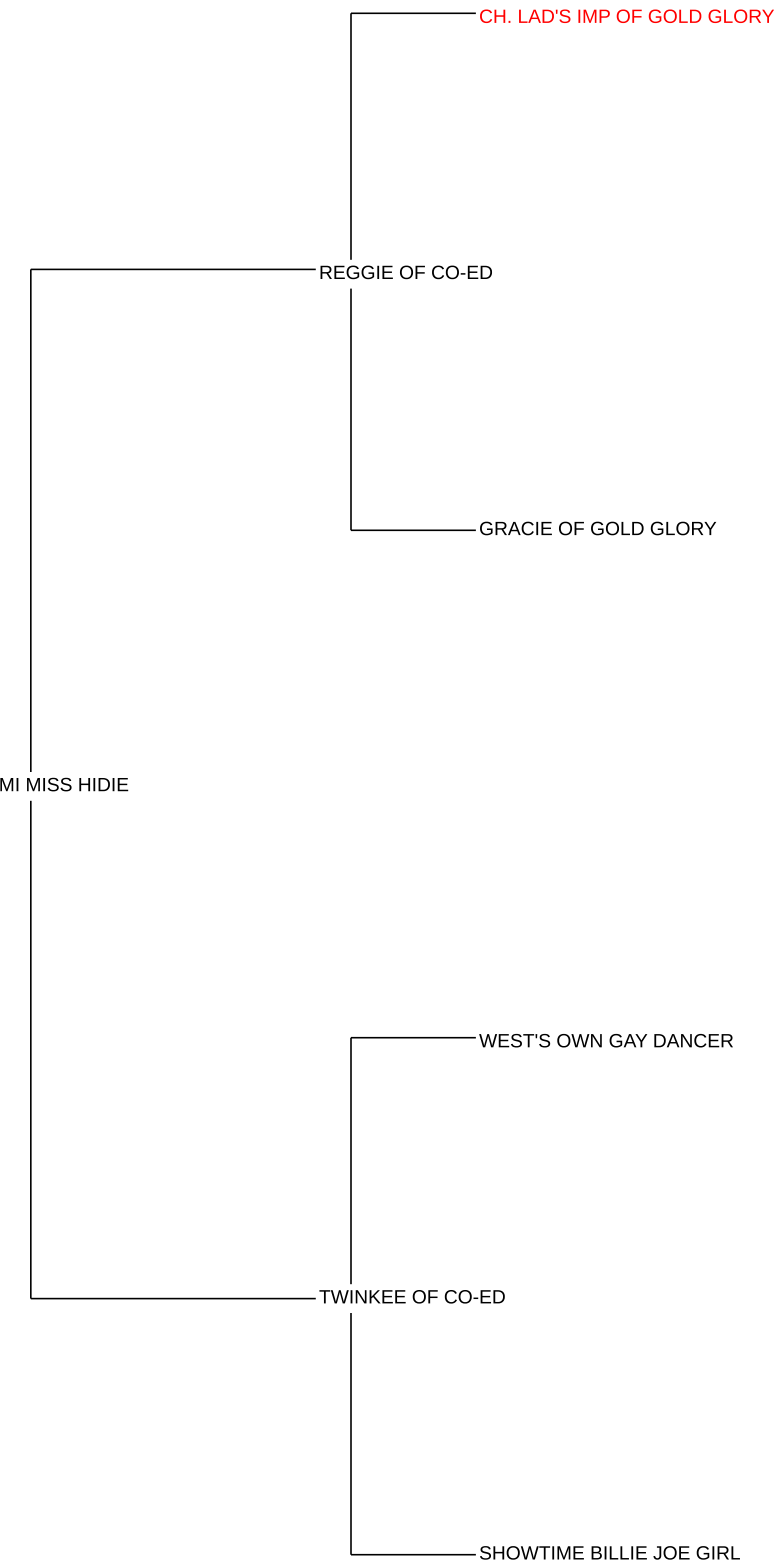 CH. LAD'S IMP OF GOLD GLORY
REGGIE OF CO-ED
GRACIE OF GOLD GLORY
MI MISS HIDIE
WEST'S OWN GAY DANCER
TWINKEE OF CO-ED
SHOWTIME BILLIE JOE GIRL